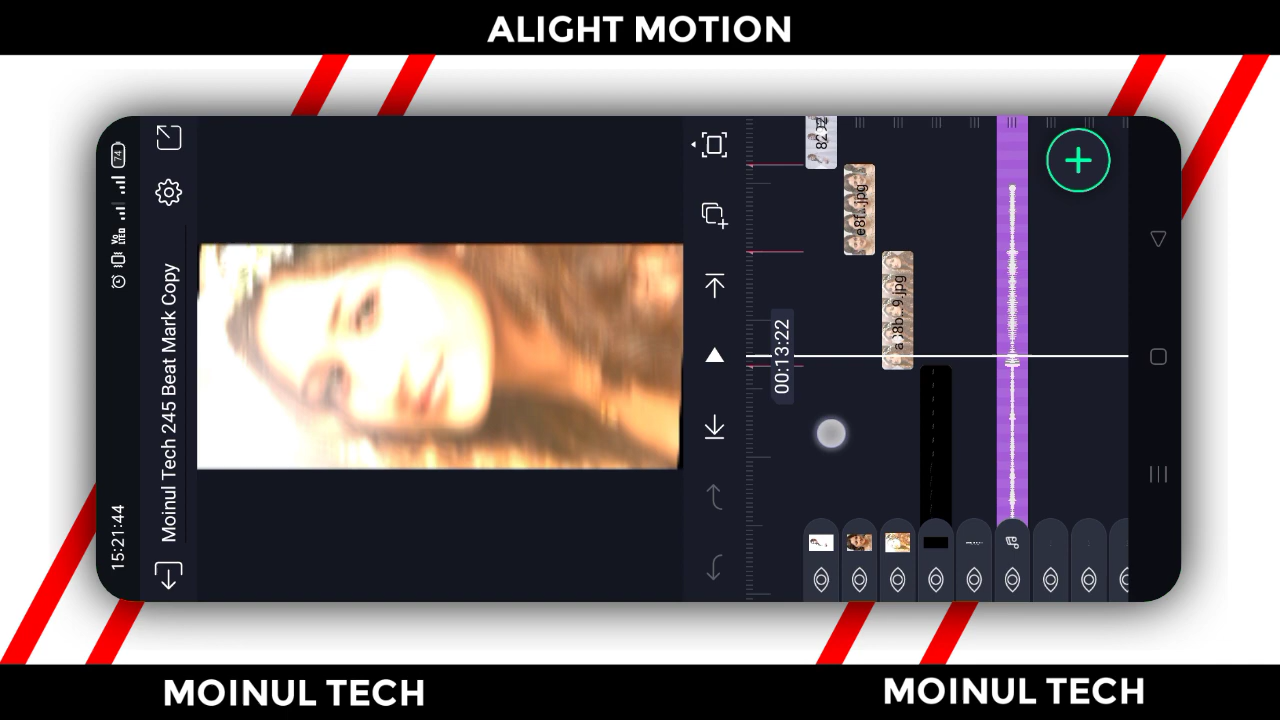 ALIGHT MOTION
15:21:44
74
Moinul Tech 245 Beat Mark Copy
00:13:22
e8f...jpg
MOINUL TECH
MOINUL TECH